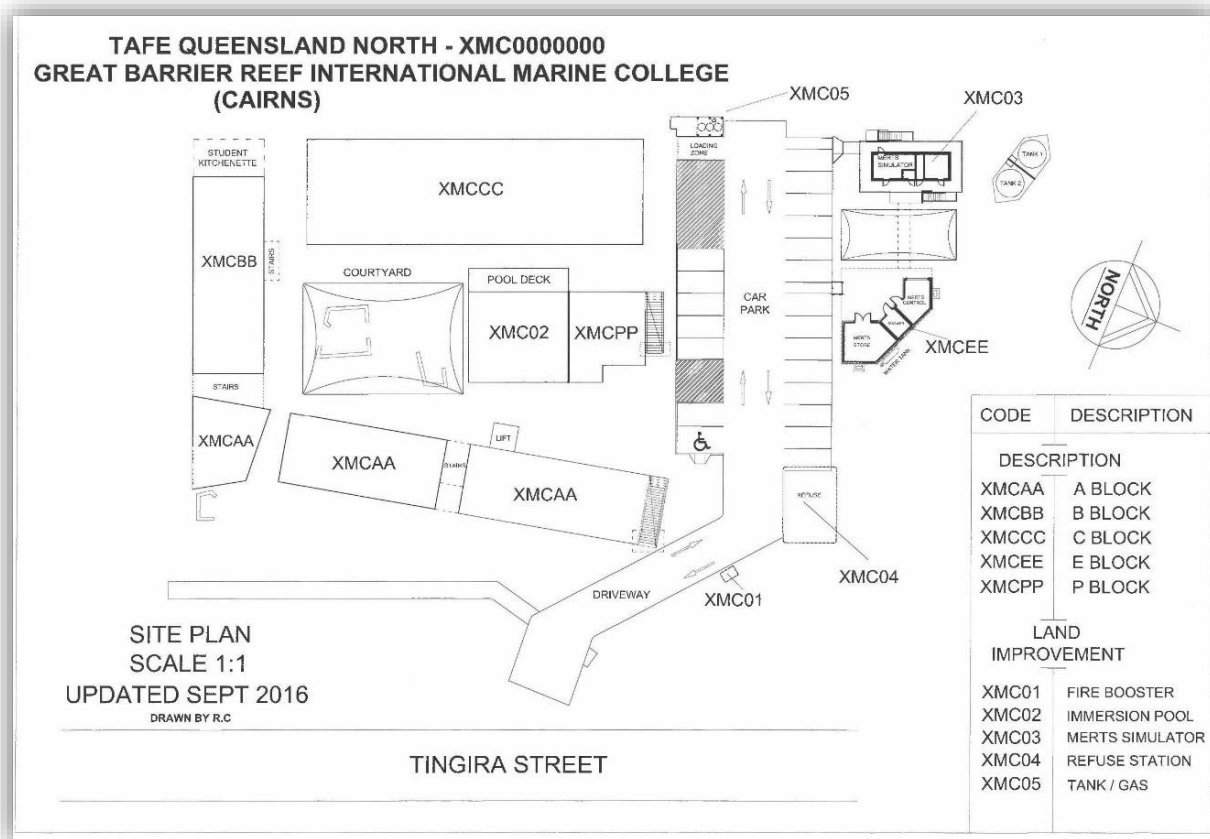 TAFE QUEENSLAND NORTH - XMC0000000
GREAT BARRIER REEF INTERNATIONAL MARINE COLLEGE
(CAIRNS)
XMC05
XMC03
STUDENT
KITCHENETTE
LOADING
ZONE
MERTS
SIMULATOR
TANK 1
TANK 2
XMCCC
XMCBB
STAIRS
COURTYARD
POOL DECK
XMC02
XMCPP
CAR
PARK
MERTS
CONTROL
MERTS
STORE
WATER TANK
XMCEE
NORTH
STAIRS
XMCAA
XMCAA
STAIRS
LIFT
XMCAA
REFUSE
XMC04
DRIVEWAY
XMC01
SITE PLAN
SCALE 1:1
UPDATED SEPT 2016
DRAWN BY R.C
TINGIRA STREET
CODE DESCRIPTION
DESCRIPTION
XMCAA A BLOCK
XMCBB B BLOCK
XMCCC C BLOCK
XMCEE E BLOCK
XMCPP P BLOCK
LAND
IMPROVEMENT
XMC01 FIRE BOOSTER
XMC02 IMMERSION POOL
XMC03 MERTS SIMULATOR
XMC04 REFUSE STATION
XMC05 TANK / GAS